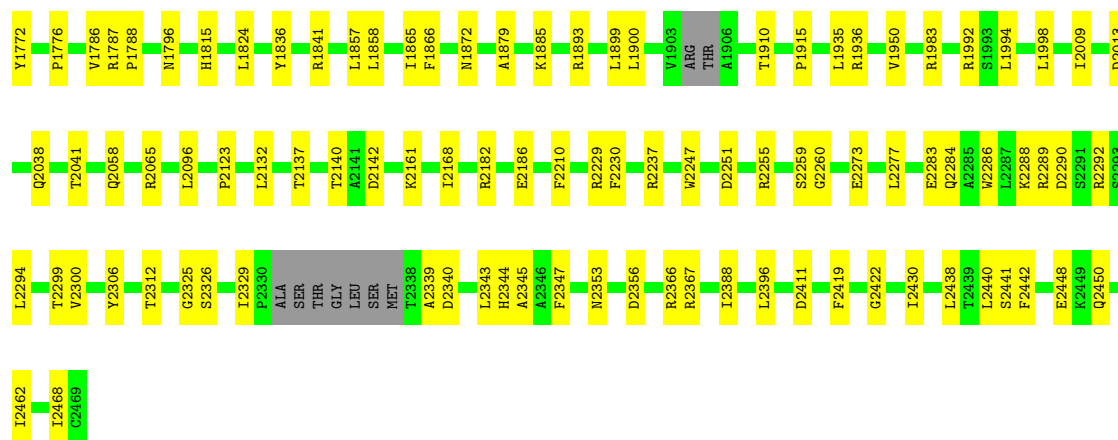 Y1772 P1776 V1786 R1787 P1788 N1796 H1815 L1824 Y1836 R1841 L1857 L1858 I1865 F1866 N1872 A1879 K1885 R1893 L1899 L1900 V1903 ARG THR A1906 T1910 P1915 L1935 R1936 V1950 R1983 R1992 S1993 L1994 L1998 I2009 D2013
Q2038 T2041 Q2058 R2065 L2096 P2123 L2132 T2137 T2140 A2141 D2142 K2161 I2168 R2182 E2186 F2210 R2229 F2230 R2237 W2247 D2251 R2255 S2259 G2260 E2273 L2277 E2283 Q2284 A2285 W2286 L2287 K2288 R2289 D2290 S2291 R2292 S2293
L2294 T2299 V2300 Y2306 T2312 G2325 S2326 I2329 P2330 ALA SER THR GLY LEU SER MET T2338 A2339 D2340 L2343 H2344 A2345 A2346 F2347 N2353 D2356 R2366 R2367 I2388 L2396 D2411 F2419 G2422 I2430 L2438 T2439 L2440 S2441 F2442 E2448 K2449 Q2450
I2462 I2468 C2469